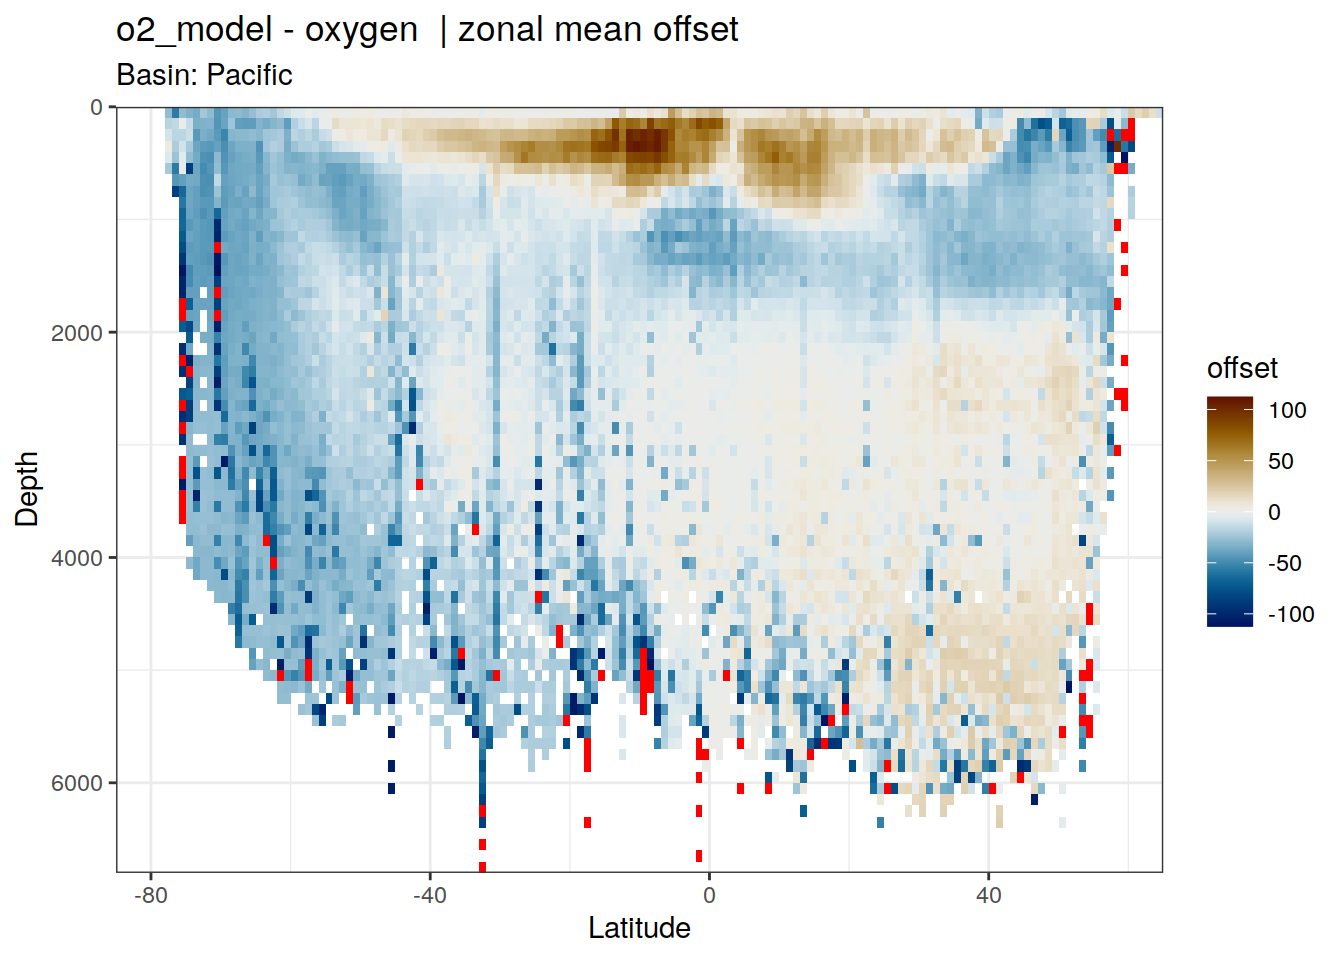 o2_model - oxygen  | zonal mean offset
Basin: Pacific
0
2000
4000
6000
Depth
-80
-40
0
40
Latitude
offset
100
50
0
-50
-100